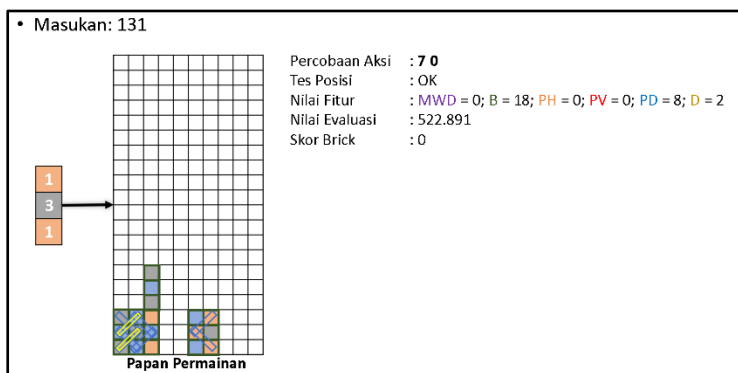 • Masukan: 131
Percobaan Aksi : 7 0
Tes Posisi : OK
Nilai Fitur : MWD = 0; B = 18; PH = 0; PV = 0; PD = 8; D = 2
Nilai Evaluasi : 522.891
Skor Brick : 0
1
3
1
Papan Permainan